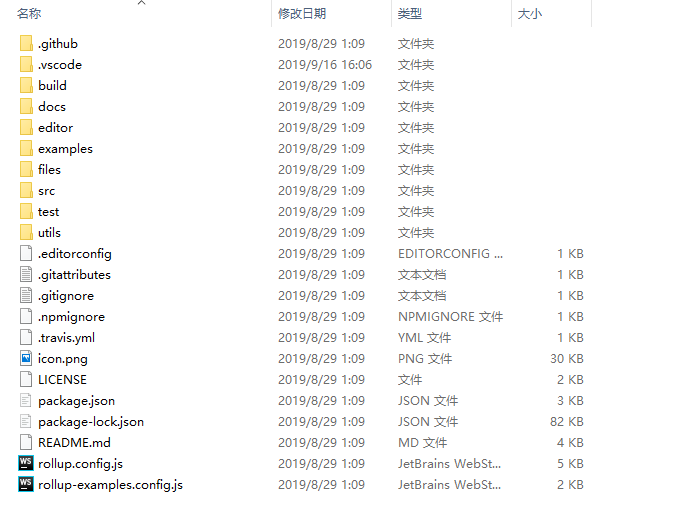 名称 修改日期 类型 大小
.github 2019/8/29 1:09 文件夹
.vscode 2019/9/16 16:06 文件夹
build 2019/8/29 1:09 文件夹
docs 2019/8/29 1:09 文件夹
editor 2019/8/29 1:09 文件夹
examples 2019/8/29 1:09 文件夹
files 2019/8/29 1:09 文件夹
src 2019/8/29 1:09 文件夹
test 2019/8/29 1:09 文件夹
utils 2019/8/29 1:09 文件夹
.editorconfig 2019/8/29 1:09 EDITORCONFIG ... 1 KB
.gitattributes 2019/8/29 1:09 文本文档 1 KB
.gitignore 2019/8/29 1:09 文本文档 1 KB
.npmignore 2019/8/29 1:09 NPMIGNORE 文件 1 KB
.travis.yml 2019/8/29 1:09 YML 文件 1 KB
icon.png 2019/8/29 1:09 PNG 文件 30 KB
LICENSE 2019/8/29 1:09 文件 2 KB
package.json 2019/8/29 1:09 JSON 文件 3 KB
package-lock.json 2019/8/29 1:09 JSON 文件 82 KB
README.md 2019/8/29 1:09 MD 文件 4 KB
WS rollup.config.js 2019/8/29 1:09 JetBrains WebSt... 5 KB
WS rollup-examples.config.js 2019/8/29 1:09 JetBrains WebSt... 2 KB